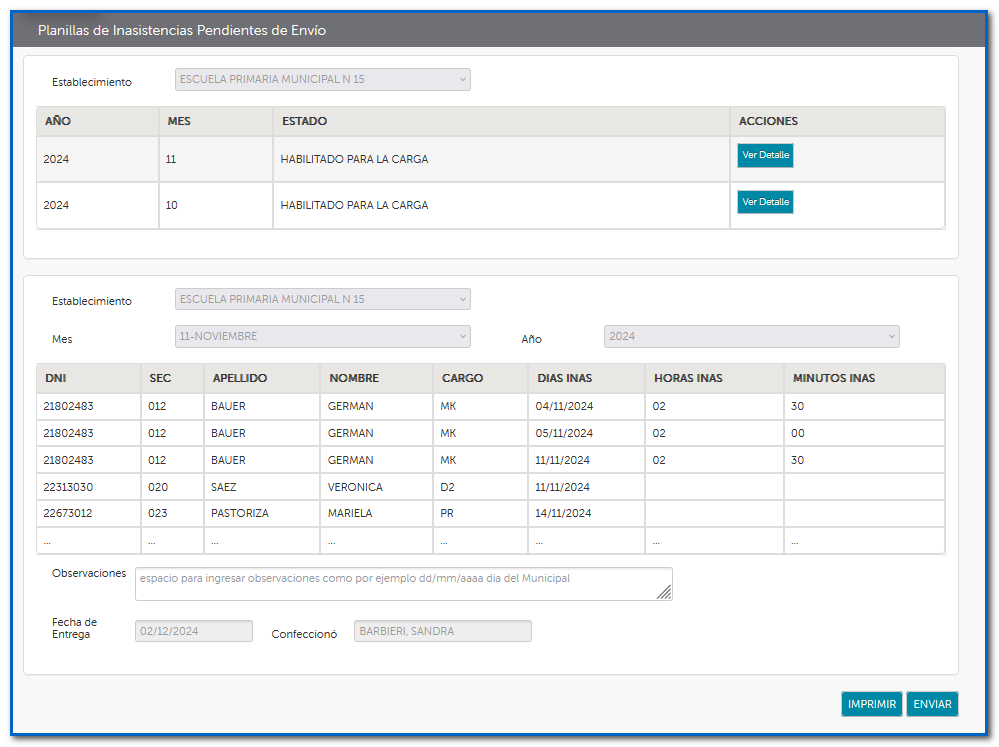 Planillas de Inasistencias Pendientes de Envío
Establecimiento ESCUELA PRIMARIA MUNICIPAL N 15
AÑO MES ESTADO ACCIONES
2024 11 HABILITADO PARA LA CARGA Ver Detalle
2024 10 HABILITADO PARA LA CARGA Ver Detalle
Establecimiento ESCUELA PRIMARIA MUNICIPAL N 15
Mes 11-NOVIEMBRE Año 2024
DNI SEC APELLIDO NOMBRE CARGO DIAS INAS HORAS INAS MINUTOS INAS
21802483 012 BAUER GERMAN MK 04/11/2024 02 30
21802483 012 BAUER GERMAN MK 05/11/2024 02 00
21802483 012 BAUER GERMAN MK 11/11/2024 02 30
22313030 020 SAEZ VERONICA D2 11/11/2024
22673012 023 PASTORIZA MARIELA PR 14/11/2024
... ... ... ... ... ... ... ...
Observaciones espacio para ingresar observaciones como por ejemplo dd/mm/aaaa día del Municipal
Fecha de
Entrega 02/12/2024 Confeccionó BARBIERI, SANDRA
IMPRIMIR ENVIAR